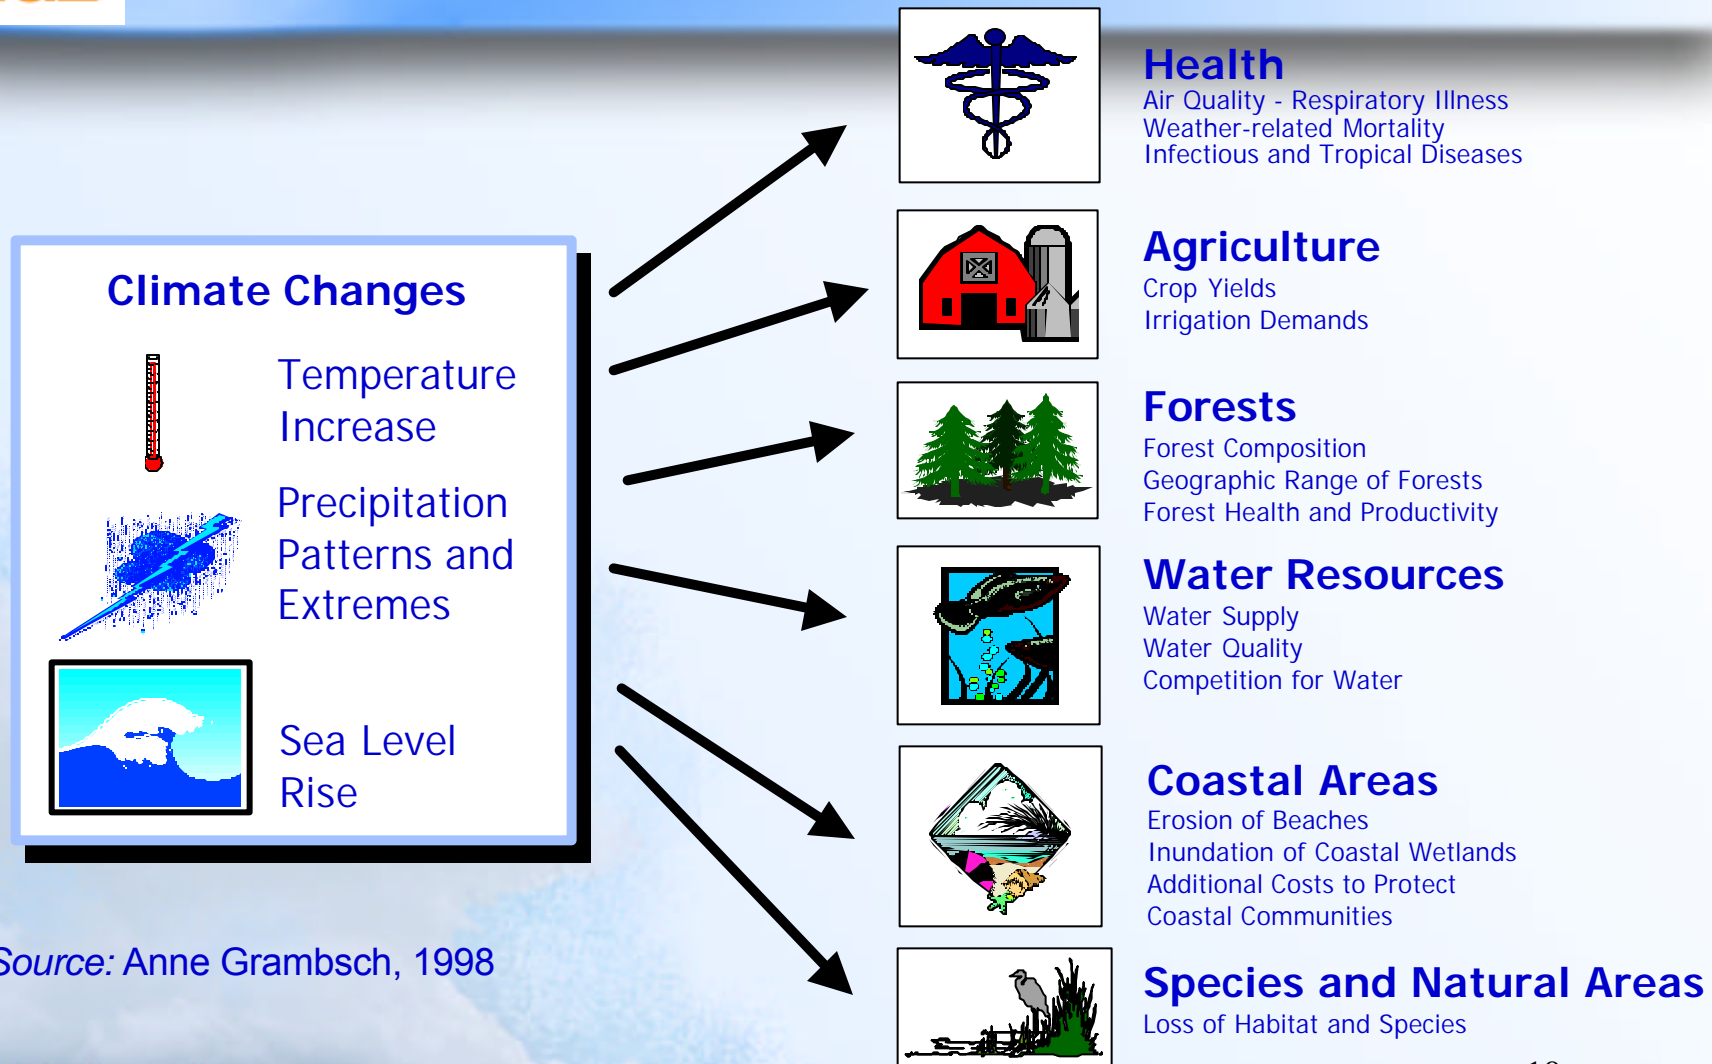 Climate Changes
Temperature
Increase
Precipitation
Patterns and
Extremes
Sea Level
Rise
Source: Anne Grambsch, 1998
Health
Air Quality - Respiratory Illness
Weather-related Mortality
Infectious and Tropical Diseases
Agriculture
Crop Yields
Irrigation Demands
Forests
Forest Composition
Geographic Range of Forests
Forest Health and Productivity
Water Resources
Water Supply
Water Quality
Competition for Water
Coastal Areas
Erosion of Beaches
Inundation of Coastal Wetlands
Additional Costs to Protect
Coastal Communities
Species and Natural Areas
Loss of Habitat and Species